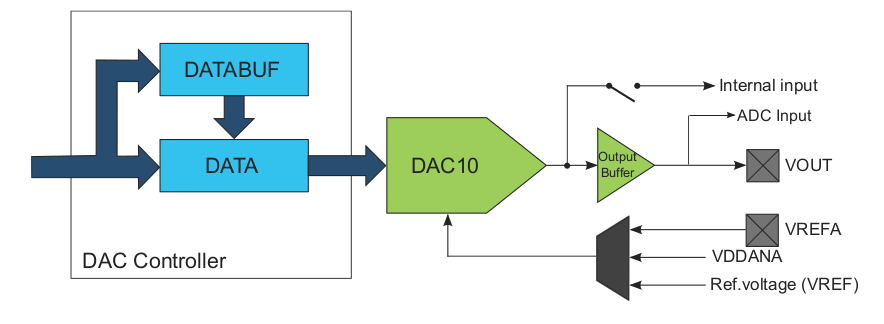 DATABUF
Internal input
ADC Input
DATA
DAC10
Output
Buffer
VOUT
VREFA
DAC Controller
VDDANA
Ref.voltage (VREF)